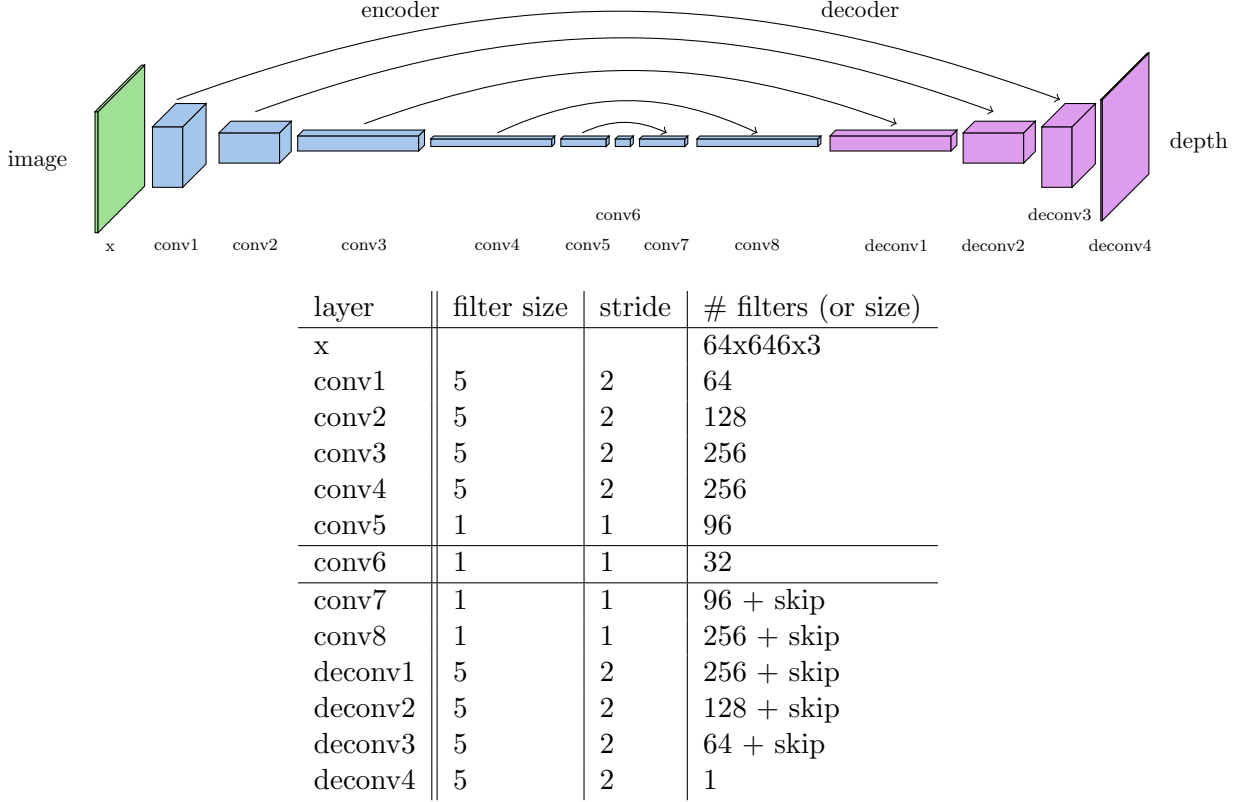 encoder decoder
image depth
conv6 deconv3
x conv1 conv2 conv3 conv4 conv5 conv7 conv8 deconv1 deconv2 deconv4
layer filter size stride # filters (or size)
x 64x646x3
conv1 5 2 64
conv2 5 2 128
conv3 5 2 256
conv4 5 2 256
conv5 1 1 96
conv6 1 1 32
conv7 1 1 96 + skip
conv8 1 1 256 + skip
deconv1 5 2 256 + skip
deconv2 5 2 128 + skip
deconv3 5 2 64 + skip
deconv4 5 2 1